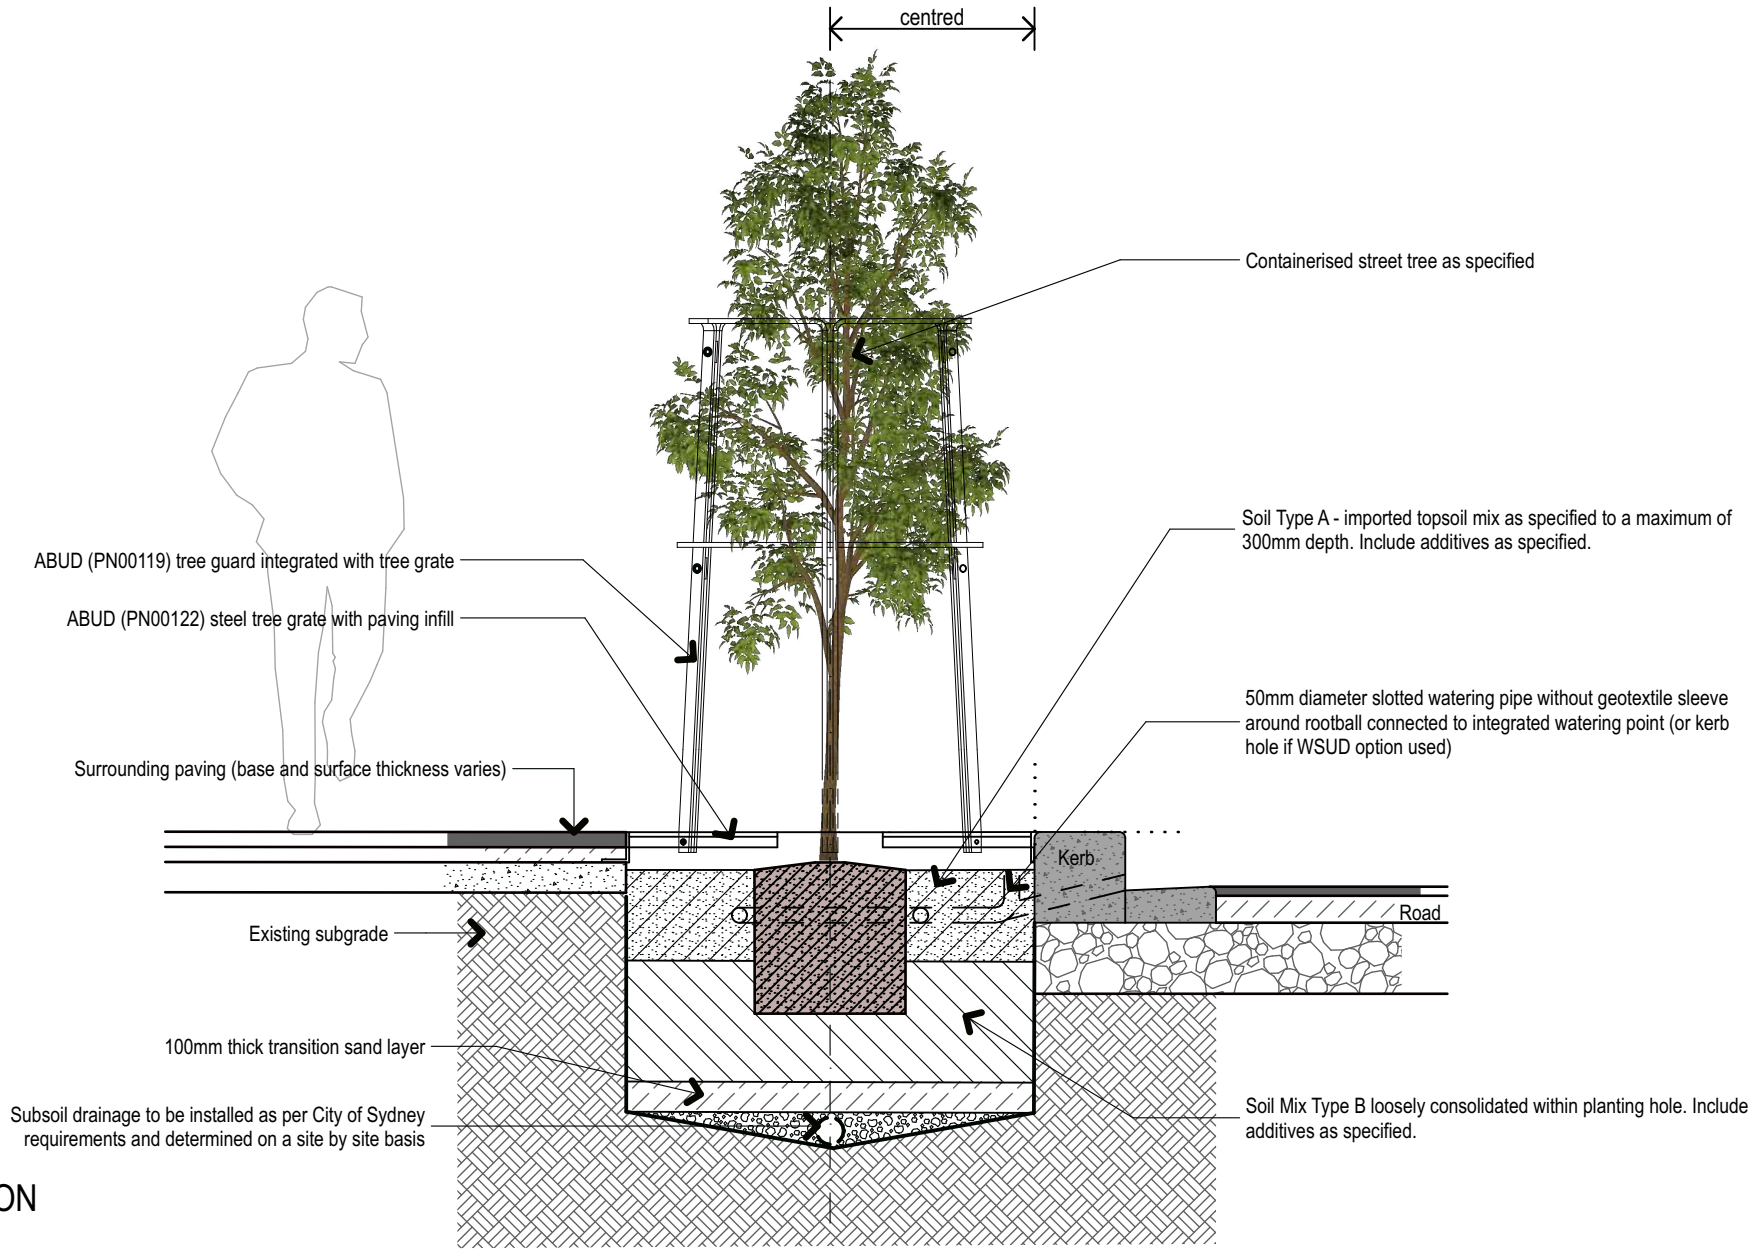 centred
Containerised street tree as specified
Soil Type A - imported topsoil mix as specified to a maximum of
300mm depth. Include additives as specified.
ABUD (PN00119) tree guard integrated with tree grate
ABUD (PN00122) steel tree grate with paving infill
50mm diameter slotted watering pipe without geotextile sleeve
around rootball connected to integrated watering point (or kerb
hole if WSUD option used)
Surrounding paving (base and surface thickness varies)
Kerb
Road
Existing subgrade
100mm thick transition sand layer
Subsoil drainage to be installed as per City of Sydney
requirements and determined on a site by site basis
Soil Mix Type B loosely consolidated within planting hole. Include
additives as specified.
ON